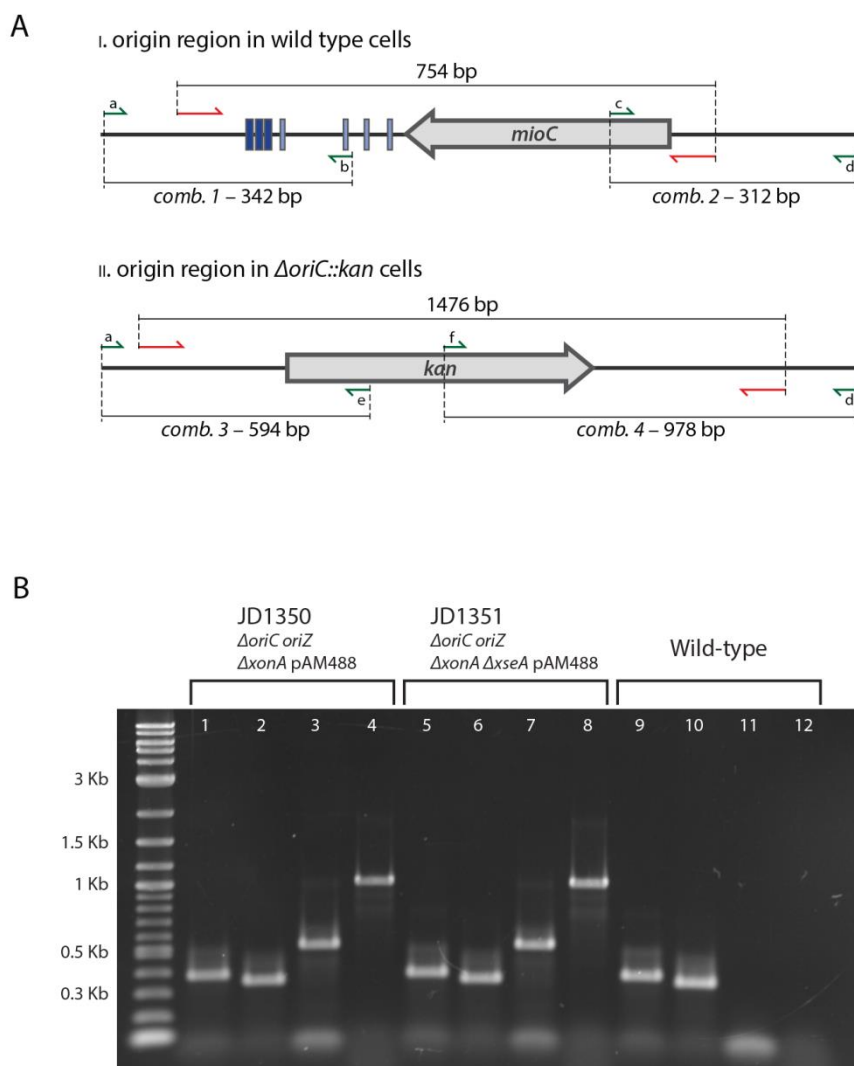 A
I. origin region in wild type cells
754 bp
a
c
mioC
b
d
comb. 1 – 342 bp
comb. 2 – 312 bp
II. origin region in ΔoriC::kan cells
1476 bp
a
f
kan
e
d
comb. 3 – 594 bp
comb. 4 – 978 bp
B
JD1350
ΔoriC oriZ
ΔxonA pAM488
JD1351
ΔoriC oriZ
ΔxonA ΔxseA pAM488
Wild-type
1 2 3 4 5 6 7 8 9 10 11 12
3 Kb
1.5 Kb
1 Kb
0.5 Kb
0.3 Kb